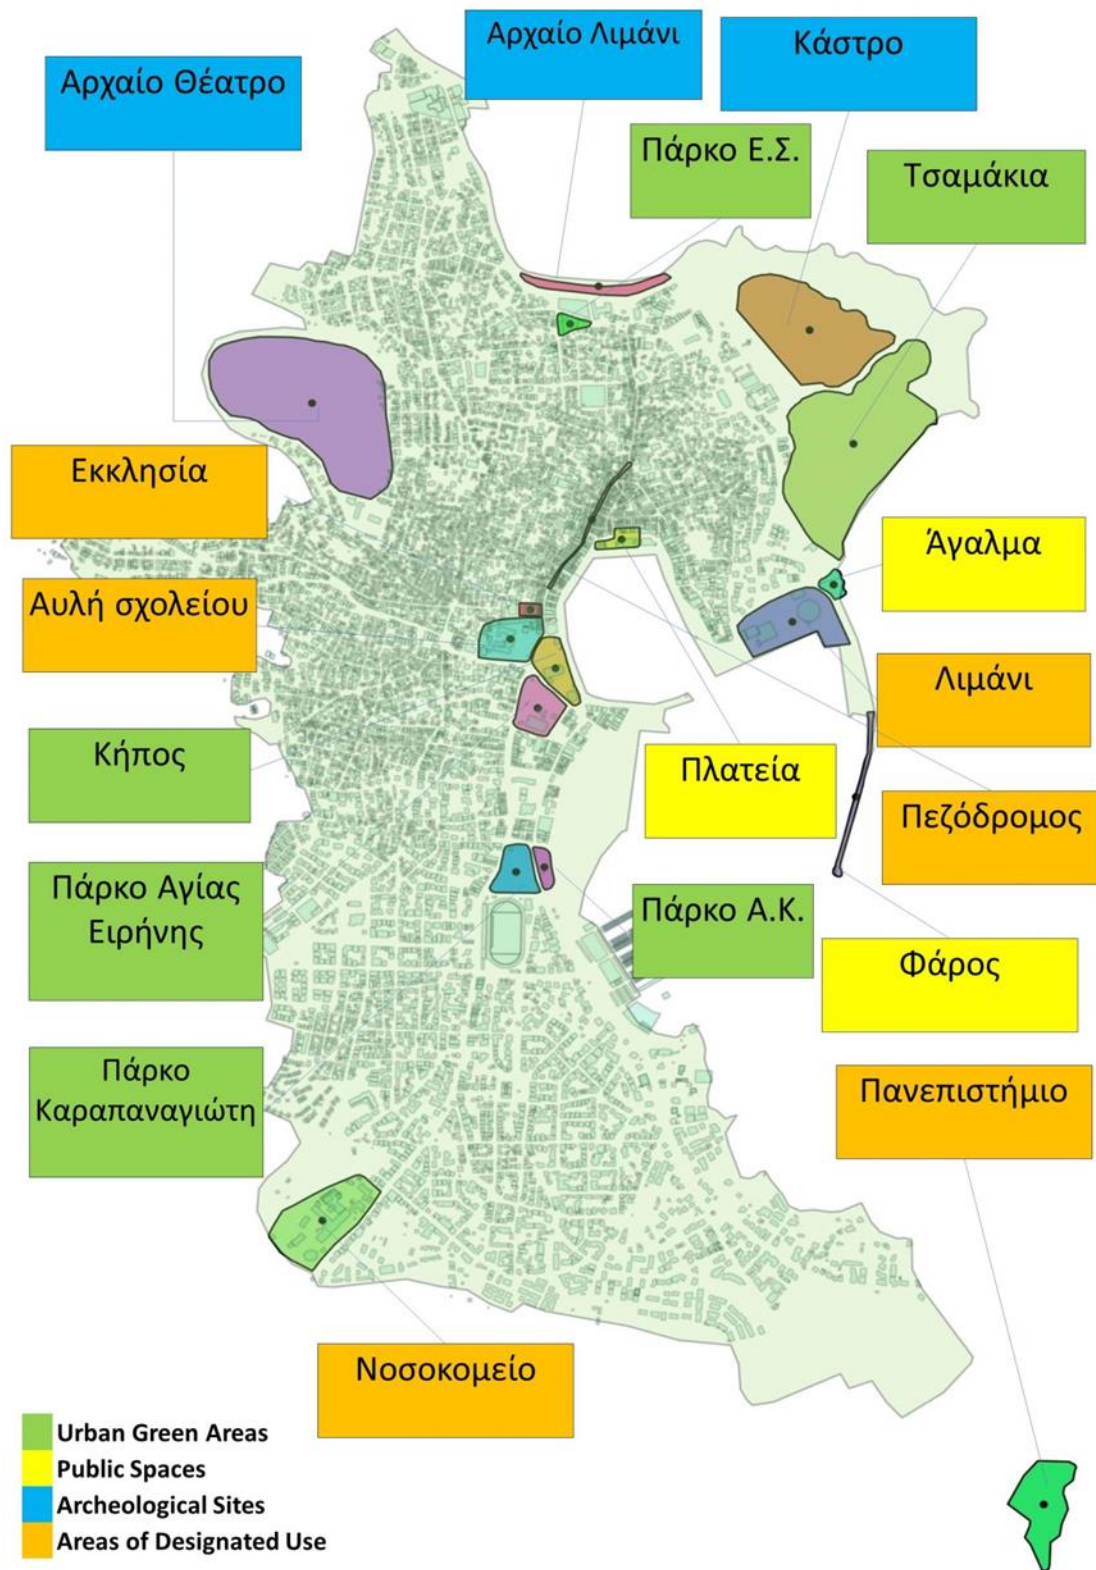 Αρχαίο Λιμάνι
Κάστρο
Αρχαίο Θέατρο
Πάρκο Ε.Σ.
Τσαμάκια
Εκκλησία
Άγαλμα
Αυλή σχολείου
Λιμάνι
Κήπος
Πλατεία
Πεζόδρομος
Πάρκο Αγίας
Ειρήνης
Πάρκο Α.Κ.
Φάρος
Πάρκο
Καραπαναγιώτη
Πανεπιστήμιο
Νοσοκομείο
Urban Green Areas
Public Spaces
Archeological Sites
Areas of Designated Use